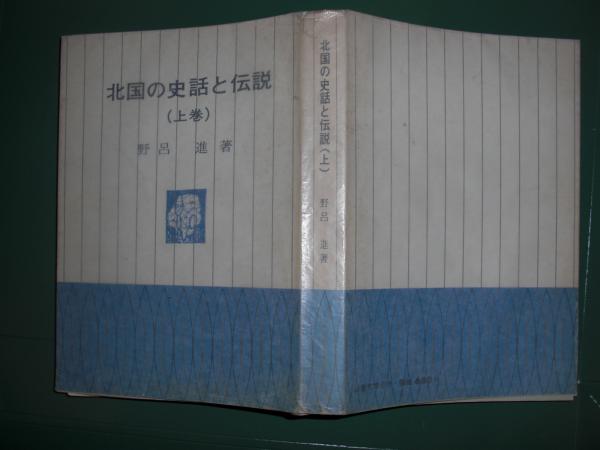 北国の史話と伝説
(上巻)
野呂 進著
北国の史話と伝説(上)
野呂 進著